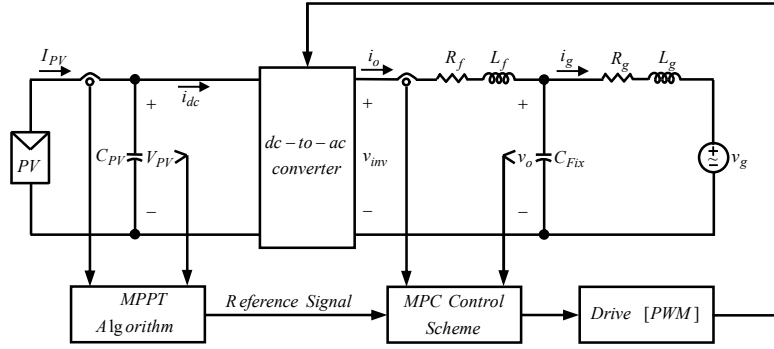 I_PV
i_dc
i_o
R_f
L_f
i_g
R_g
L_g
+
+
+
PV
C_PV
V_PV
dc – to – ac
converter
v_inv
v_o
C_Fix
+
≃
v_g
–
–
–
MPPT
Algorithm
Reference Signal
MPC Control
Scheme
Drive [PWM]